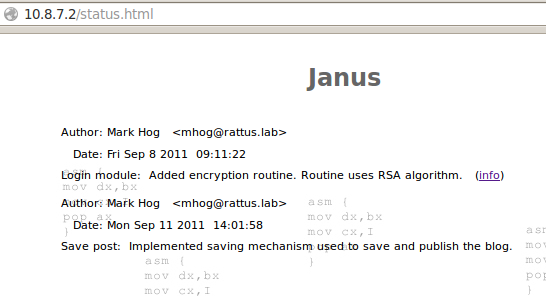 10.8.7.2/status.html
Janus
Author: Mark Hog <mhog@rattus.lab>
Date: Fri Sep 8 2011 09:11:22
Login module: Added encryption routine. Routine uses RSA algorithm. (info)
Author: Mark Hog <mhog@rattus.lab>
Date: Mon Sep 11 2011 14:01:58
Save post: Implemented saving mechanism used to save and publish the blog.
asm {
mov dx,bx
mov cx,I
pop ax
}
asm {
mov dx,bx
mov cx,I
}
asm {
mov dx,bx
mov cx,I
asm
mov
mov
pop
}